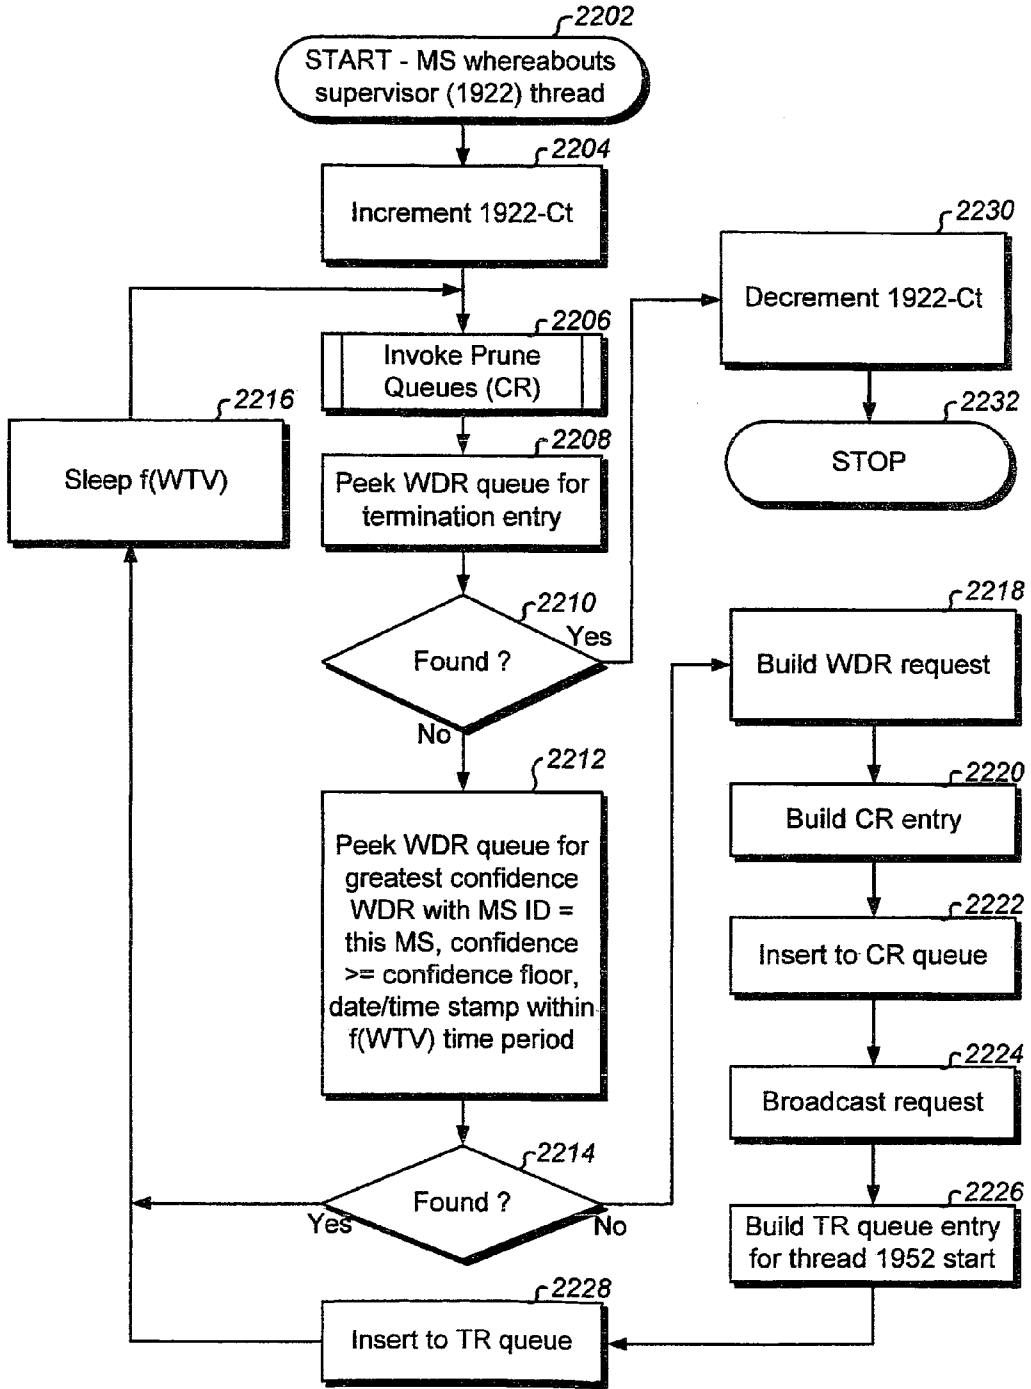 2202
START - MS whereabouts
supervisor (1922) thread
2204
Increment 1922-Ct
2230
Decrement 1922-Ct
2206
Invoke Prune
Queues (CR)
2232
STOP
2216
Sleep f(WTV)
2208
Peek WDR queue for
termination entry
2210
Found ?
Yes
No
2218
Build WDR request
2212
Peek WDR queue for
greatest confidence
WDR with MS ID =
this MS, confidence
>= confidence floor,
date/time stamp within
f(WTV) time period
2220
Build CR entry
2222
Insert to CR queue
2224
Broadcast request
2214
Found ?
Yes
No
2226
Build TR queue entry
for thread 1952 start
2228
Insert to TR queue